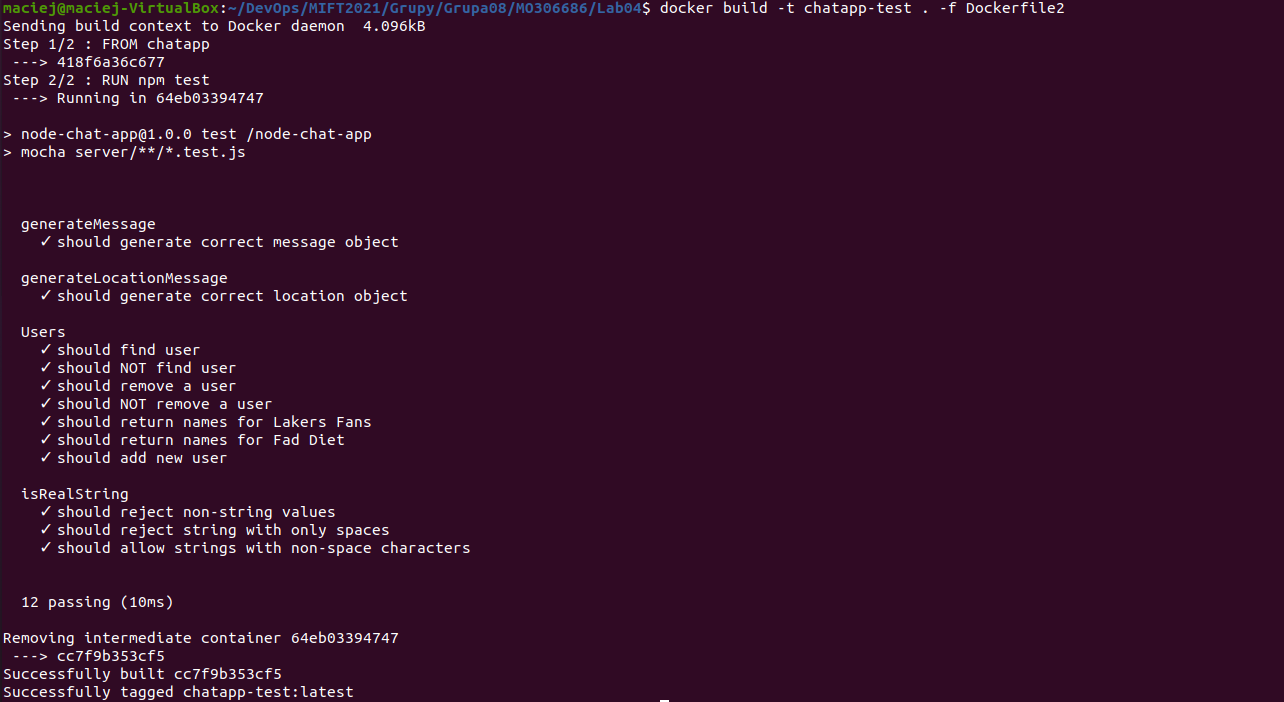 maciej@maciej-VirtualBox:~/DevOps/MIFT2021/Grupy/Grupa08/MO306686/Lab04$ docker build -t chatapp-test . -f Dockerfile2
Sending build context to Docker daemon  4.096kB
Step 1/2 : FROM chatapp
 ---> 418f6a36c677
Step 2/2 : RUN npm test
 ---> Running in 64eb03394747
> node-chat-app@1.0.0 test /node-chat-app
> mocha server/**/*.test.js
  generateMessage
    ✓ should generate correct message object
  generateLocationMessage
    ✓ should generate correct location object
  Users
    ✓ should find user
    ✓ should NOT find user
    ✓ should remove a user
    ✓ should NOT remove a user
    ✓ should return names for Lakers Fans
    ✓ should return names for Fad Diet
    ✓ should add new user
  isRealString
    ✓ should reject non-string values
    ✓ should reject string with only spaces
    ✓ should allow strings with non-space characters
  12 passing (10ms)
Removing intermediate container 64eb03394747
 ---> cc7f9b353cf5
Successfully built cc7f9b353cf5
Successfully tagged chatapp-test:latest